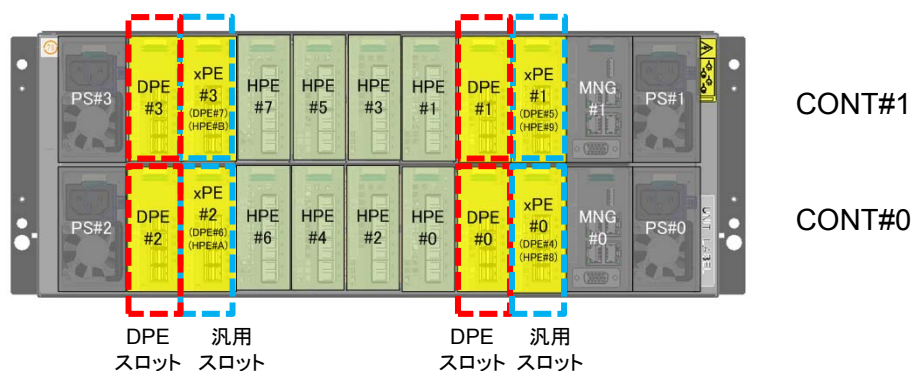 PS#3
DPE
#3
xPE
#3
(DPE#7)
(HPE#B)
HPE
#7
HPE
#5
HPE
#3
HPE
#1
DPE
#1
xPE
#1
(DPE#5)
(HPE#9)
MNG
#1
PS#1
CONT#1
PS#2
DPE
#2
xPE
#2
(DPE#6)
(HPE#A)
HPE
#6
HPE
#4
HPE
#2
HPE
#0
DPE
#0
xPE
#0
(DPE#4)
(HPE#8)
MNG
#0
PS#0
CONT#0
DPE
スロット
汎用
スロット
DPE
スロット
汎用
スロット